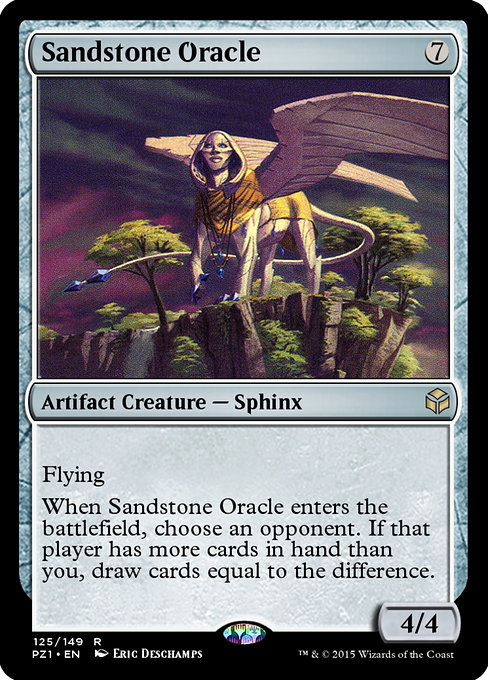 Sandstone Oracle 7
Artifact Creature — Sphinx
Flying
When Sandstone Oracle enters the
battlefield, choose an opponent. If that
player has more cards in hand than
you, draw cards equal to the difference.
4/4
125/149 R
PZ1 • EN Eric Deschamps ™ & © 2015 Wizards of the Coast